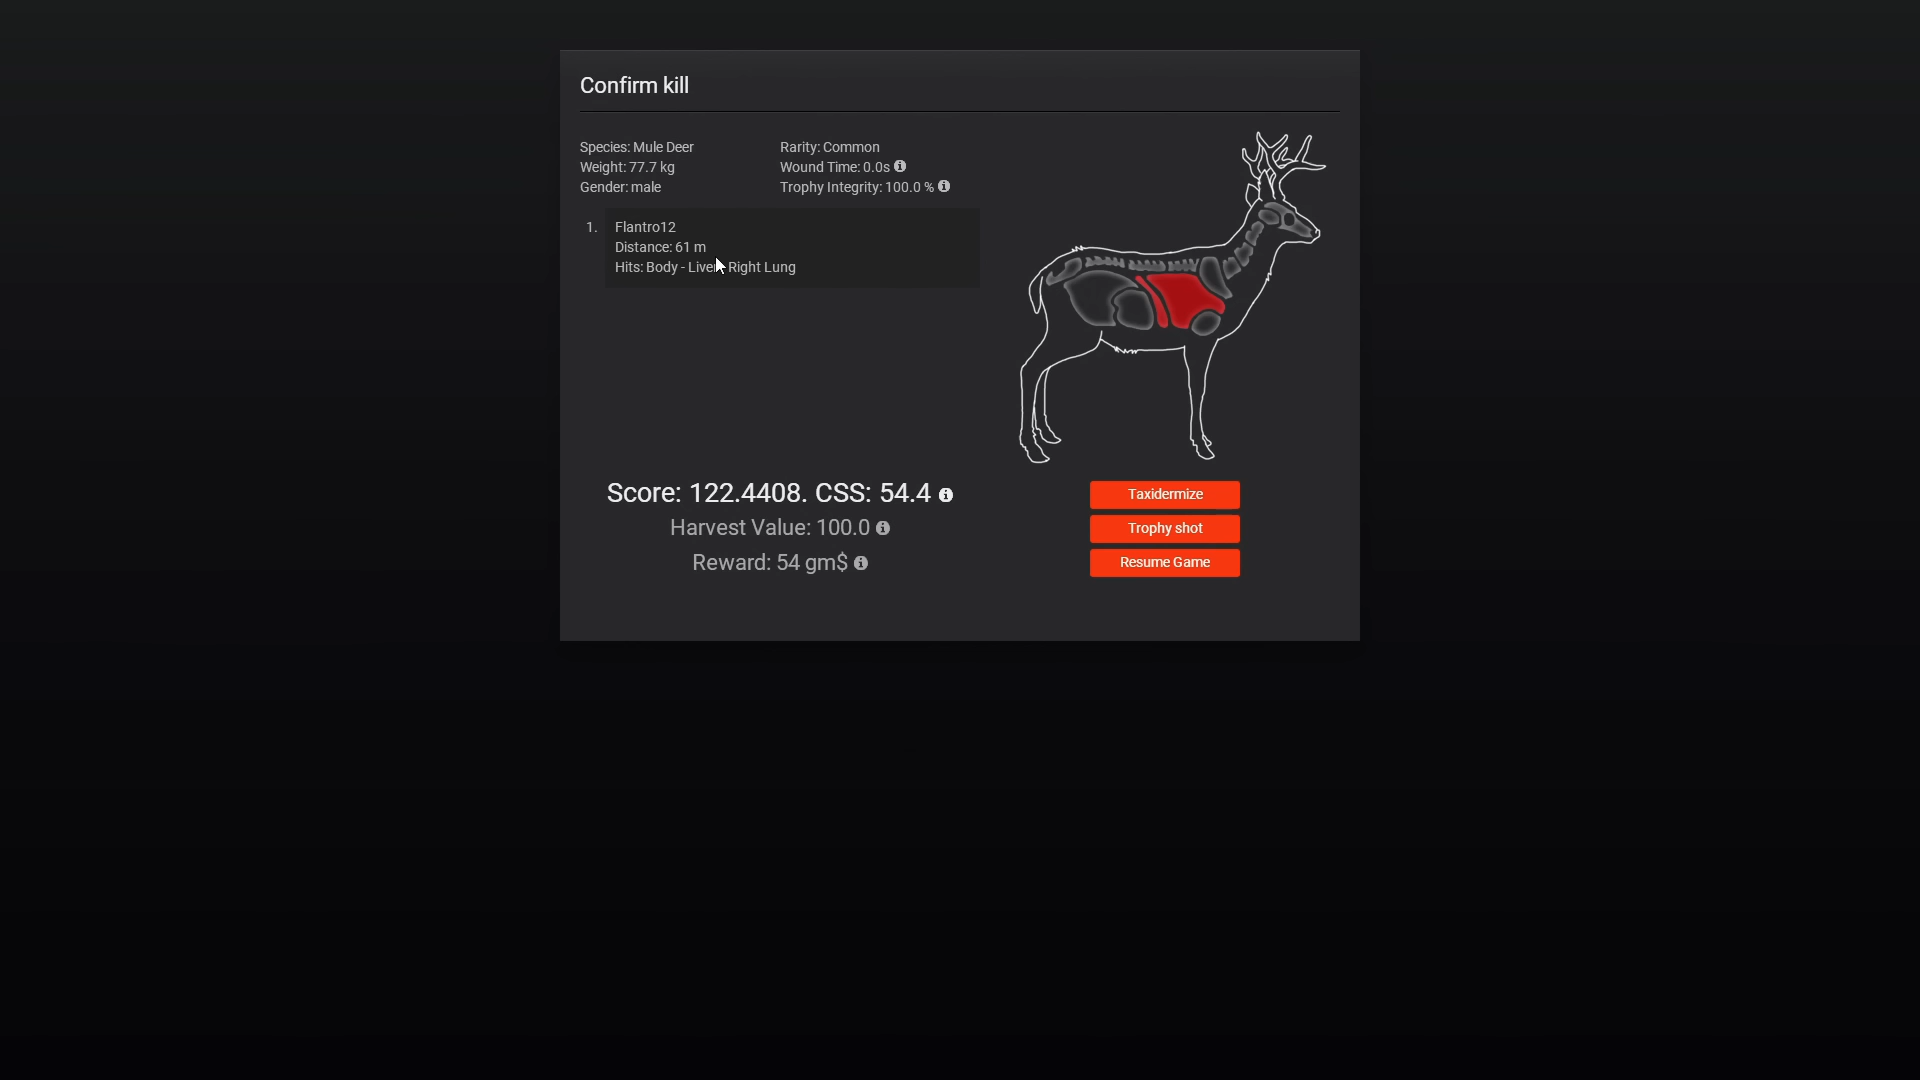 Confirm kill
Species: Mule Deer
Weight: 77.7 kg
Gender: male
Rarity: Common
Wound Time: 0.0s
Trophy Integrity: 100.0 %
1.
Flantro12
Distance: 61 m
Hits: Body - Liver Right Lung
Score: 122.4408. CSS: 54.4
Harvest Value: 100.0
Reward: 54 gm$
Taxidermize
Trophy shot
Resume Game